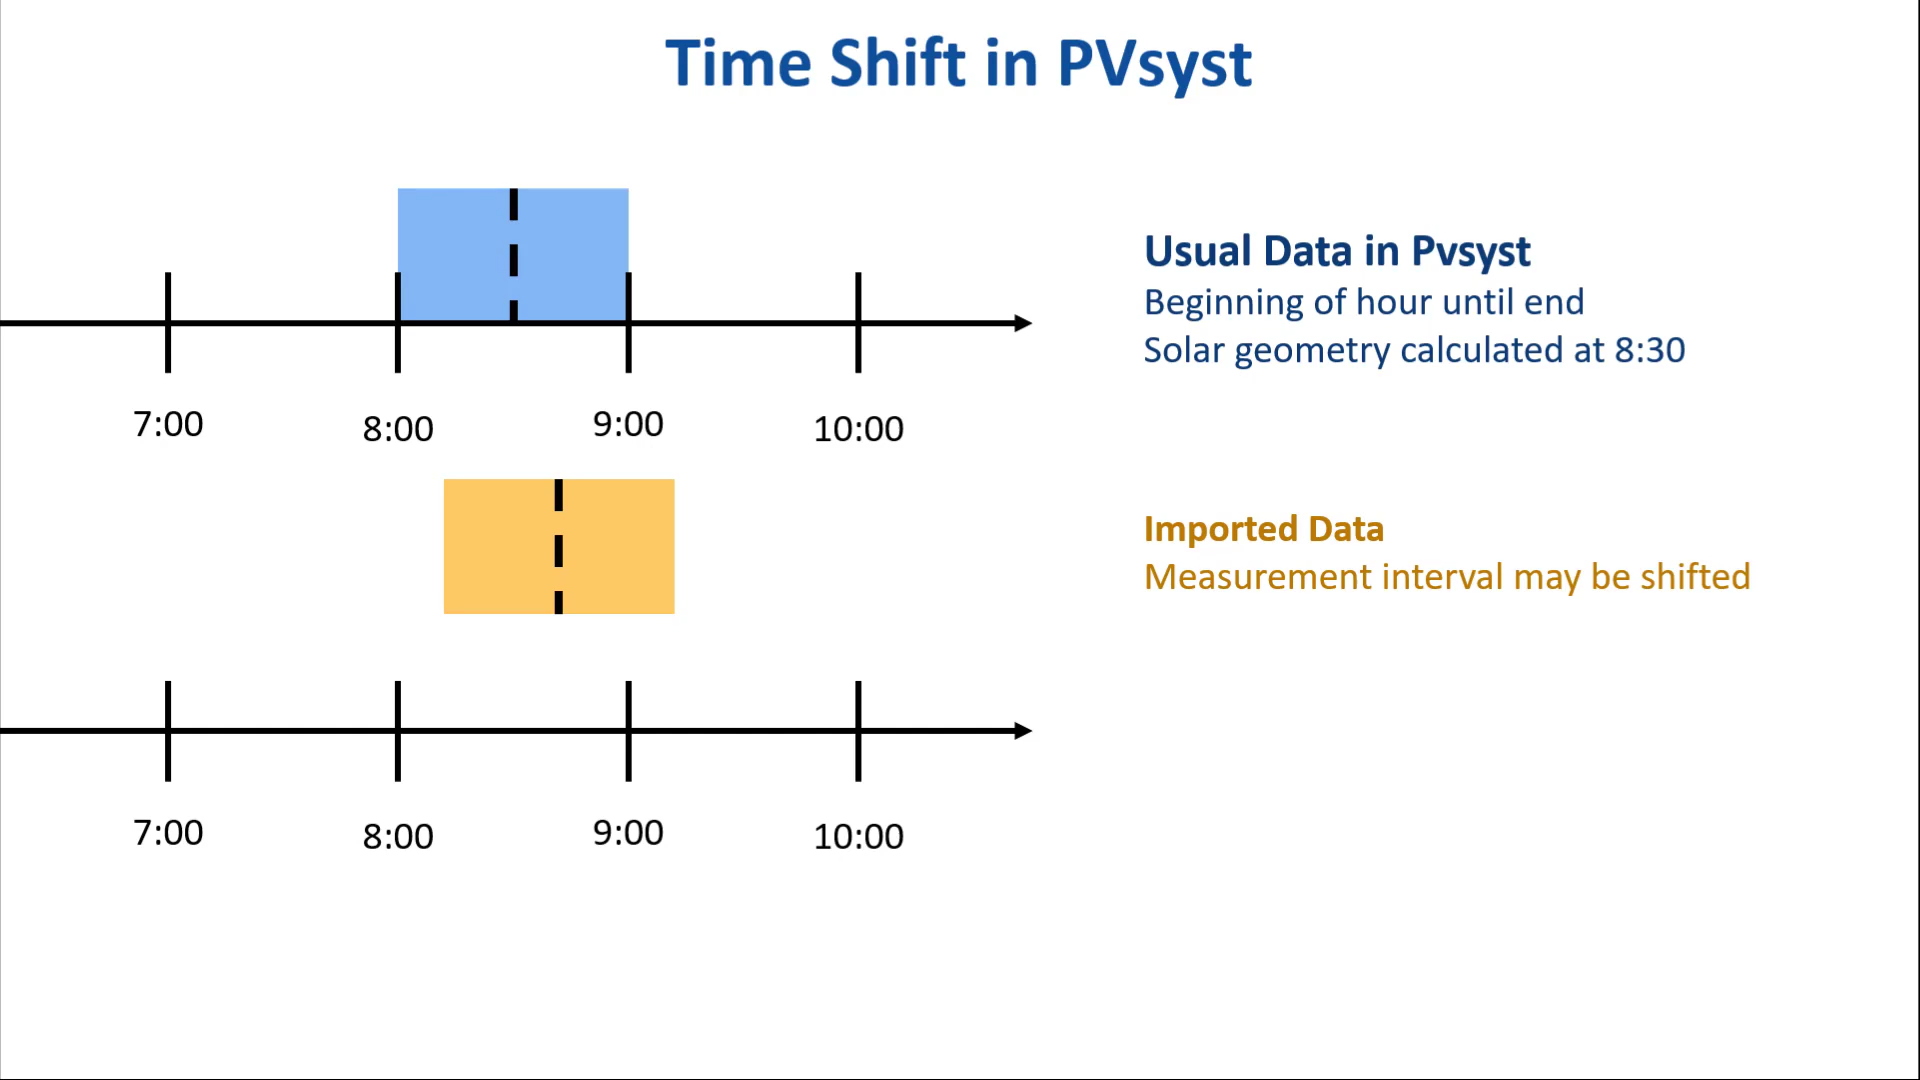 Time Shift in PVsyst
Usual Data in Pvsyst
Beginning of hour until end
Solar geometry calculated at 8:30
7:00
8:00
9:00
10:00
Imported Data
Measurement interval may be shifted
7:00
8:00
9:00
10:00